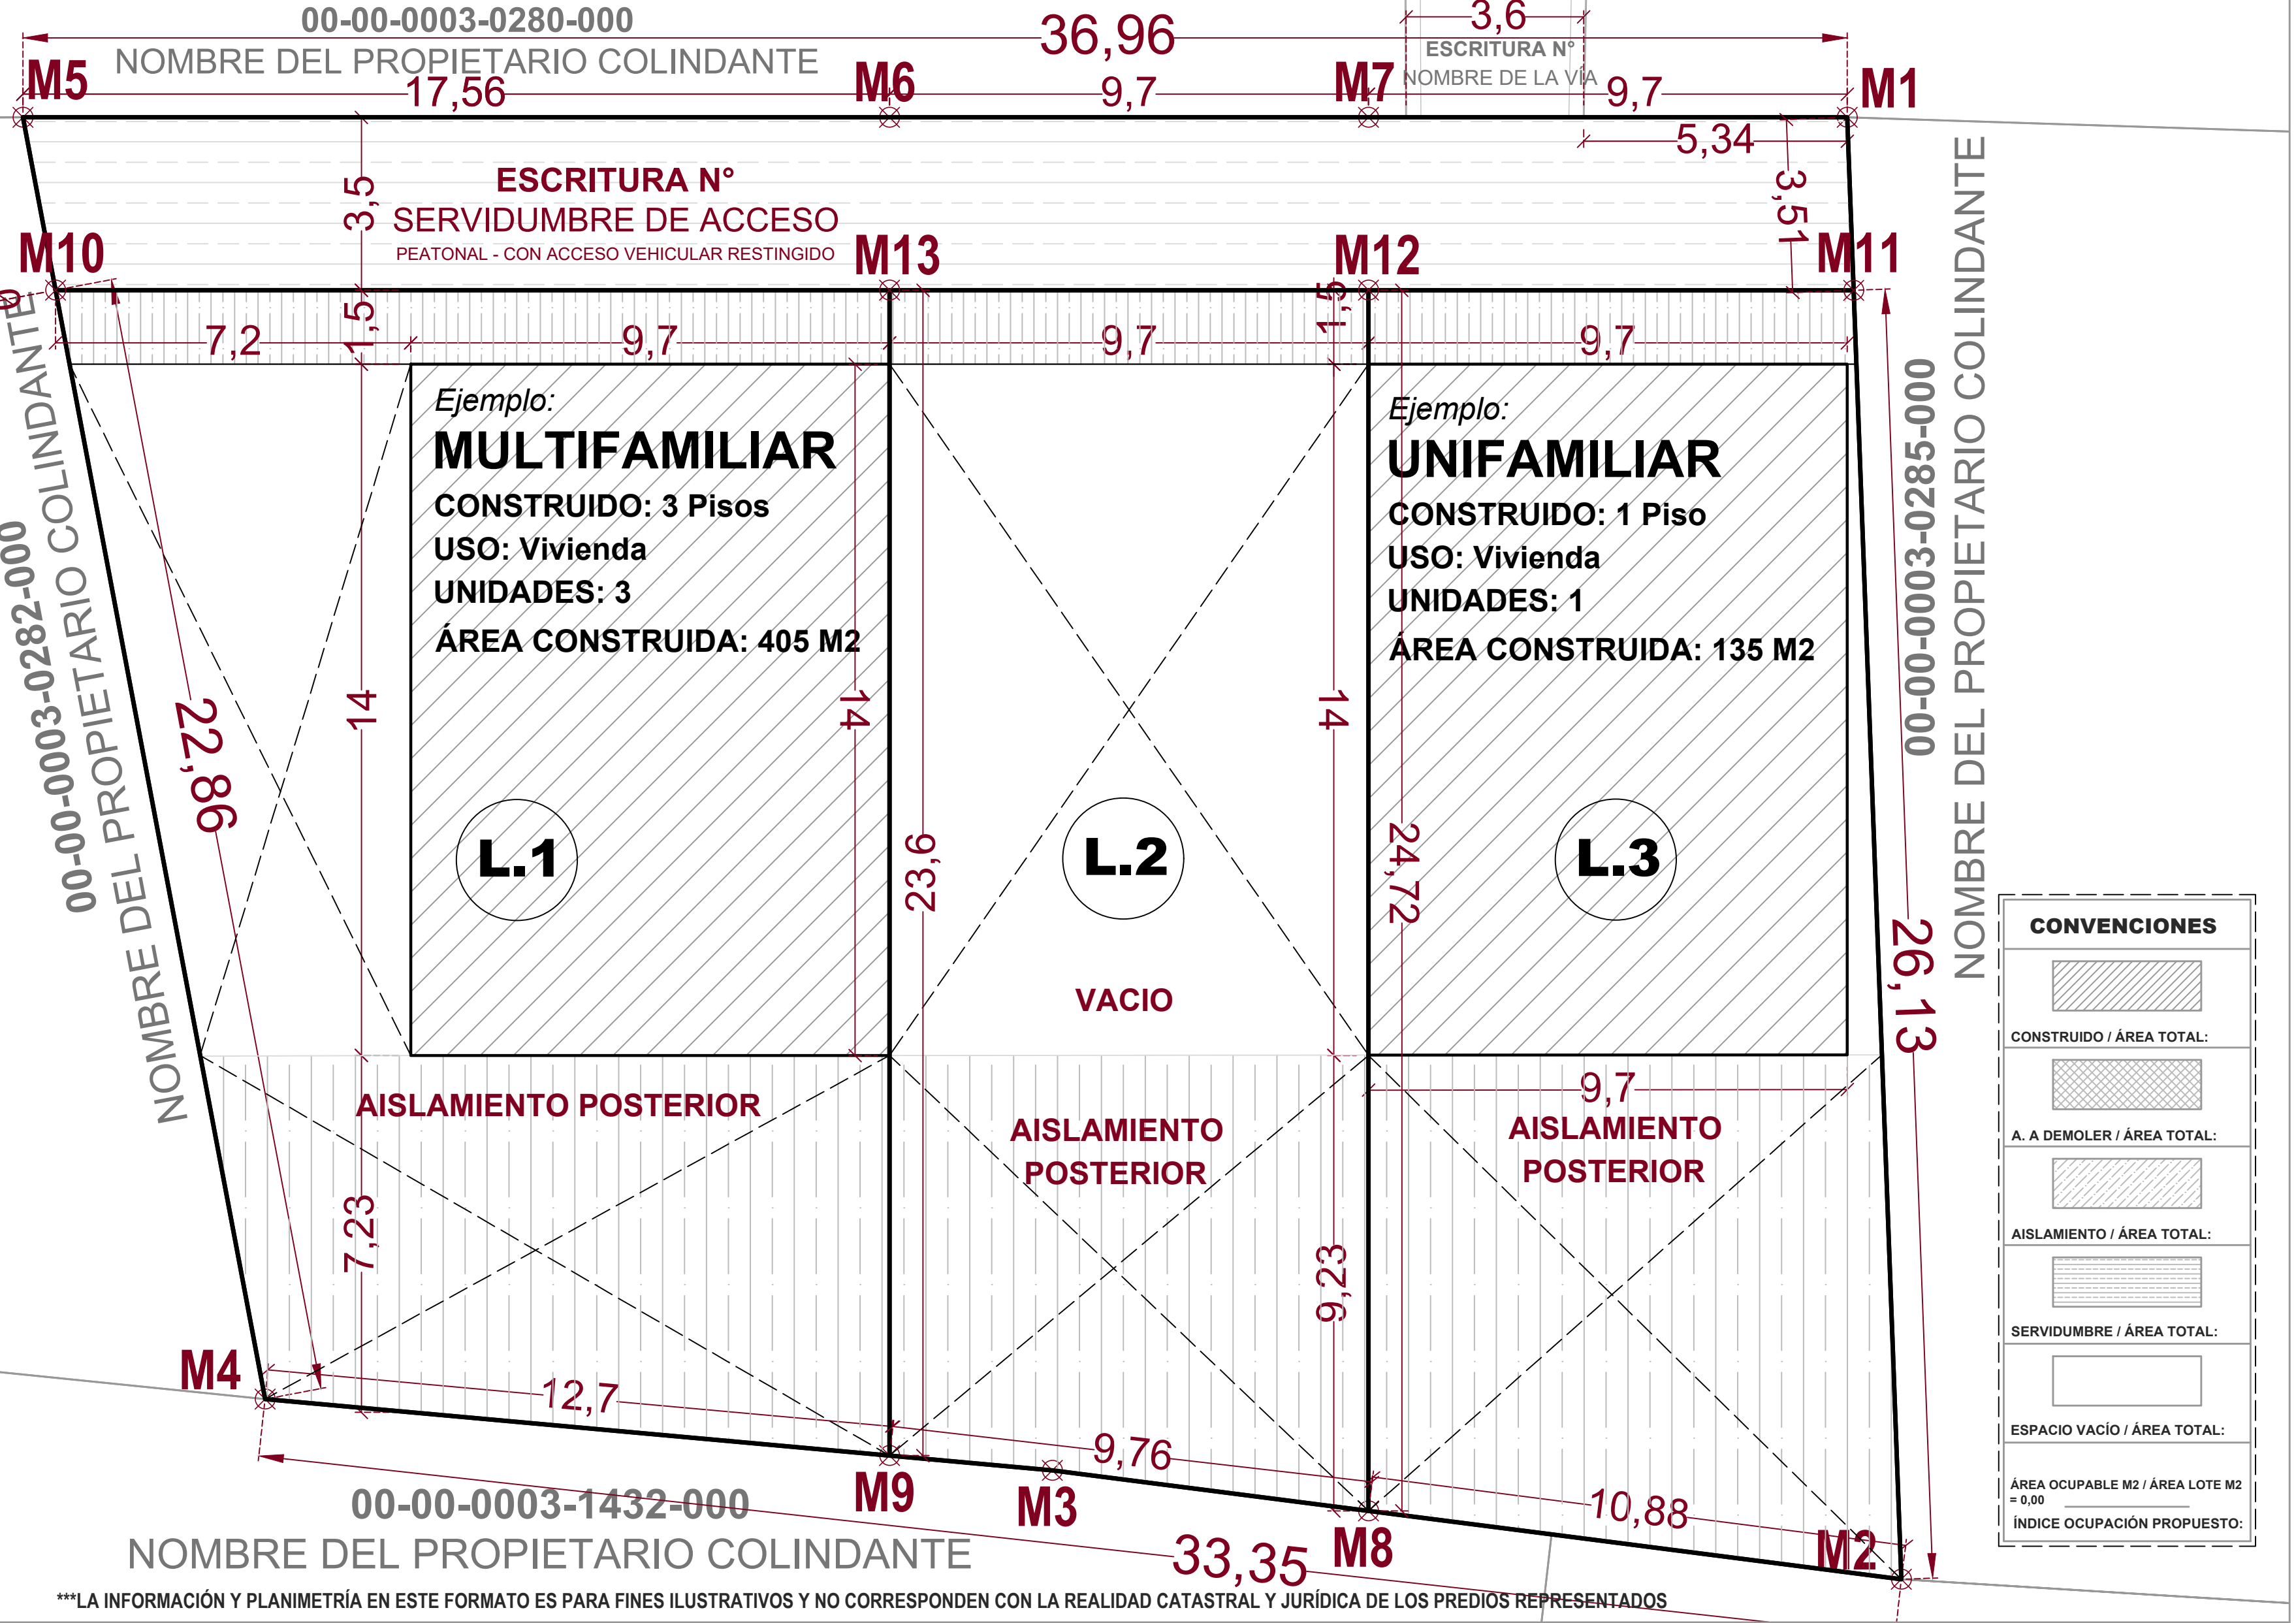 00-00-0003-0280-000
NOMBRE DEL PROPIETARIO COLINDANTE
36,96
3,6
ESCRITURA N°
NOMBRE DE LA VÍA
M5
17,56
M6
9,7
M7
9,7
M1
5,34
3,5
ESCRITURA N°
SERVIDUMBRE DE ACCESO
PEATONAL - CON ACCESO VEHICULAR RESTINGIDO
3,51
M10
M13
M12
M11
1,5
1,5
7,2
9,7
9,7
9,7
00-00-0003-0282-000
NOMBRE DEL PROPIETARIO COLINDANTE
22,86
14
Ejemplo:
MULTIFAMILIAR
CONSTRUIDO: 3 Pisos
USO: Vivienda
UNIDADES: 3
ÁREA CONSTRUIDA: 405 M2
14
L.1
23,6
L.2
VACIO
14
24,72
Ejemplo:
UNIFAMILIAR
CONSTRUIDO: 1 Piso
USO: Vivienda
UNIDADES: 1
ÁREA CONSTRUIDA: 135 M2
L.3
00-00-0003-0285-000
NOMBRE DEL PROPIETARIO COLINDANTE
26,13
AISLAMIENTO POSTERIOR
7,23
AISLAMIENTO
POSTERIOR
9,23
9,7
AISLAMIENTO
POSTERIOR
M4
12,7
M9
9,76
M3
M8
10,88
M2
33,35
00-00-0003-1432-000
NOMBRE DEL PROPIETARIO COLINDANTE
CONVENCIONES
CONSTRUIDO / ÁREA TOTAL:
A. A DEMOLER / ÁREA TOTAL:
AISLAMIENTO / ÁREA TOTAL:
SERVIDUMBRE / ÁREA TOTAL:
ESPACIO VACÍO / ÁREA TOTAL:
ÁREA OCUPABLE M2 / ÁREA LOTE M2
= 0,00
ÍNDICE OCUPACIÓN PROPUESTO:
***LA INFORMACIÓN Y PLANIMETRÍA EN ESTE FORMATO ES PARA FINES ILUSTRATIVOS Y NO CORRESPONDEN CON LA REALIDAD CATASTRAL Y JURÍDICA DE LOS PREDIOS REPRESENTADOS